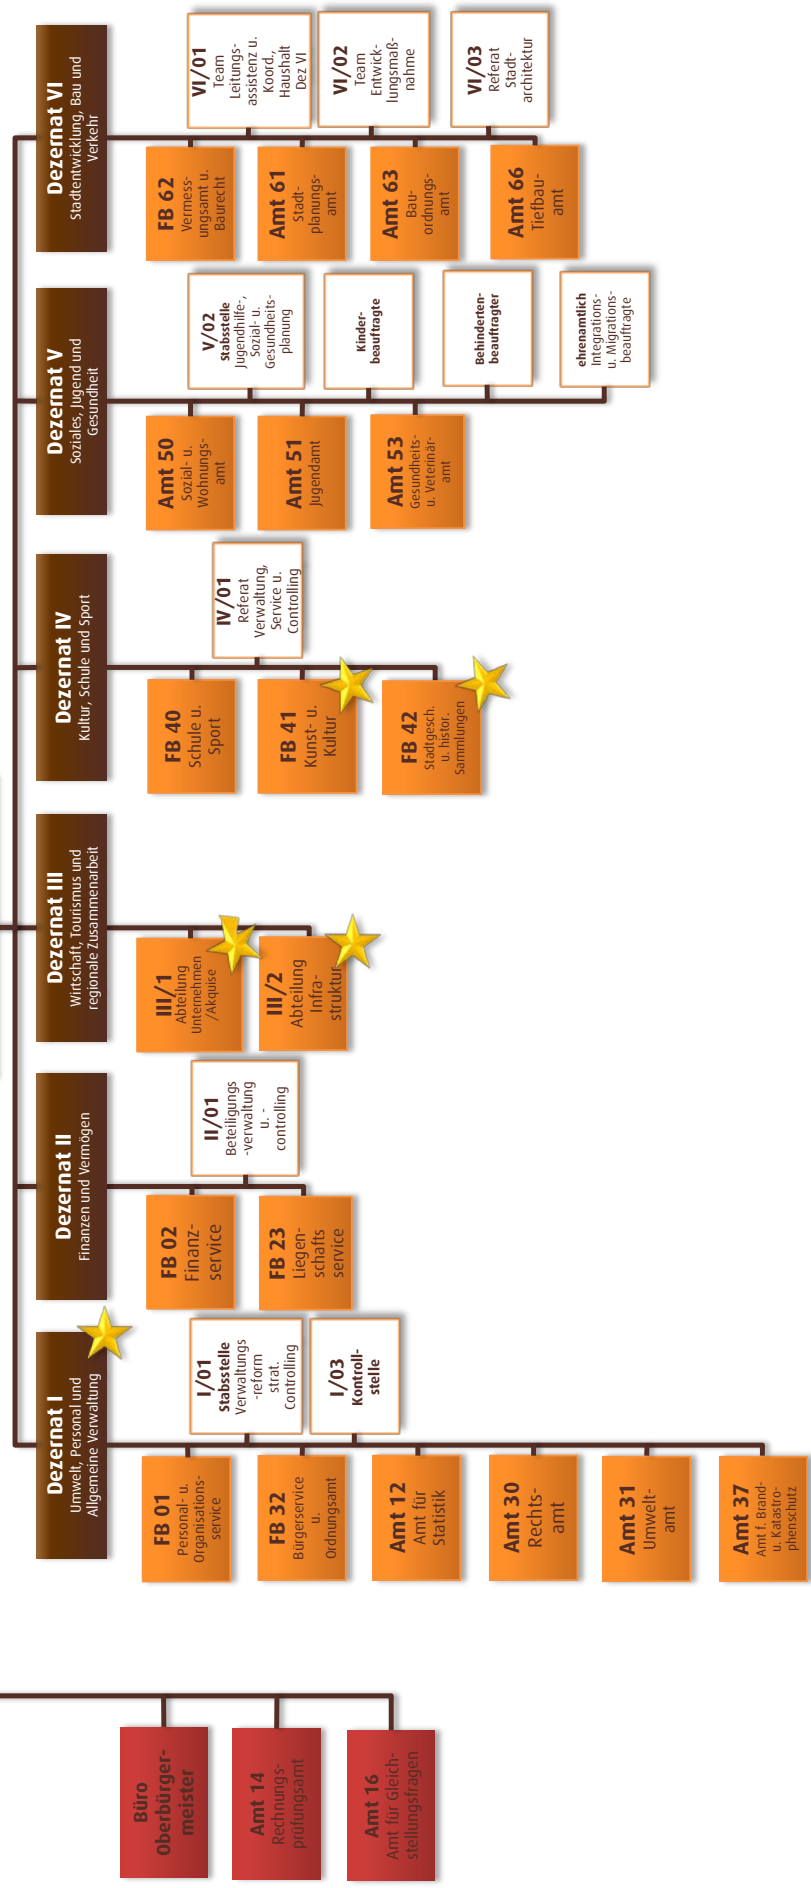 Büro
Oberbürger-
meister
Amt 14
Rechnungs-
prüfungsamt
Amt 16
Amt für Gleich-
stellungsfragen
Dezernat I
Umwelt, Personal und
Allgemeine Verwaltung
FB 01
Personal- u.
Organisations-
service
FB 32
Bürgerservice
u.
Ordnungsamt
Amt 12
Amt für
Statistik
Amt 30
Rechts-
amt
Amt 31
Umwelt-
amt
Amt 37
Amt f. Brand-
u. Katastro-
phenschutz
I/01
Stabsstelle
Verwaltungs
-reform
strat.
Controlling
I/03
Kontroll-
stelle
Dezernat II
Finanzen und Vermögen
FB 02
Finanz-
service
FB 23
Liegen-
schafts
service
II/01
Beteiligungs
-verwaltung
u. -
controlling
Dezernat III
Wirtschaft, Tourismus und
regionale Zusammenarbeit
III/1
Abteilung
Unternehmen
/Akquise
III/2
Abteilung
Infra-
struktur
Dezernat IV
Kultur, Schule und Sport
FB 40
Schule u.
Sport
FB 41
Kunst- u.
Kultur
FB 42
Stadtgesch.
u. histor.
Sammlungen
IV/01
Referat
Verwaltung,
Service u.
Controlling
Dezernat V
Soziales, Jugend und
Gesundheit
Amt 50
Sozial- u.
Wohnungs-
amt
Amt 51
Jugendamt
Amt 53
Gesundheits-
u. Veterinär-
amt
V/02
Stabsstelle
Jugendhilfe-,
Sozial- u.
Gesundheits-
planung
Kinder-
beauftragte
Behinderten-
beauftragter
ehrenamtlich
Integrations-
u. Migrations-
beauftragte
Dezernat VI
Stadtentwicklung, Bau und
Verkehr
FB 62
Vermess-
ungsamt u.
Baurecht
Amt 61
Stadt-
planungs-
amt
Amt 63
Bau-
ordnungs-
amt
Amt 66
Tiefbau-
amt
VI/01
Team
Leitungs-
assistenz u.
Koord.,
Haushalt
Dez VI
VI/02
Team
Entwick-
lungsmaß-
nahme
VI/03
Referat
Stadt-
architektur